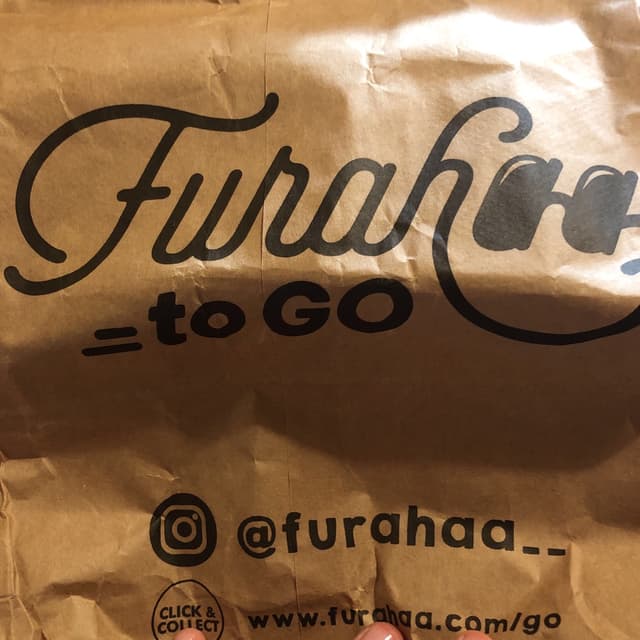 Furahaa
= to GO
@furahaa__
CLICK &
COLLECT
www.furahaa.com/go